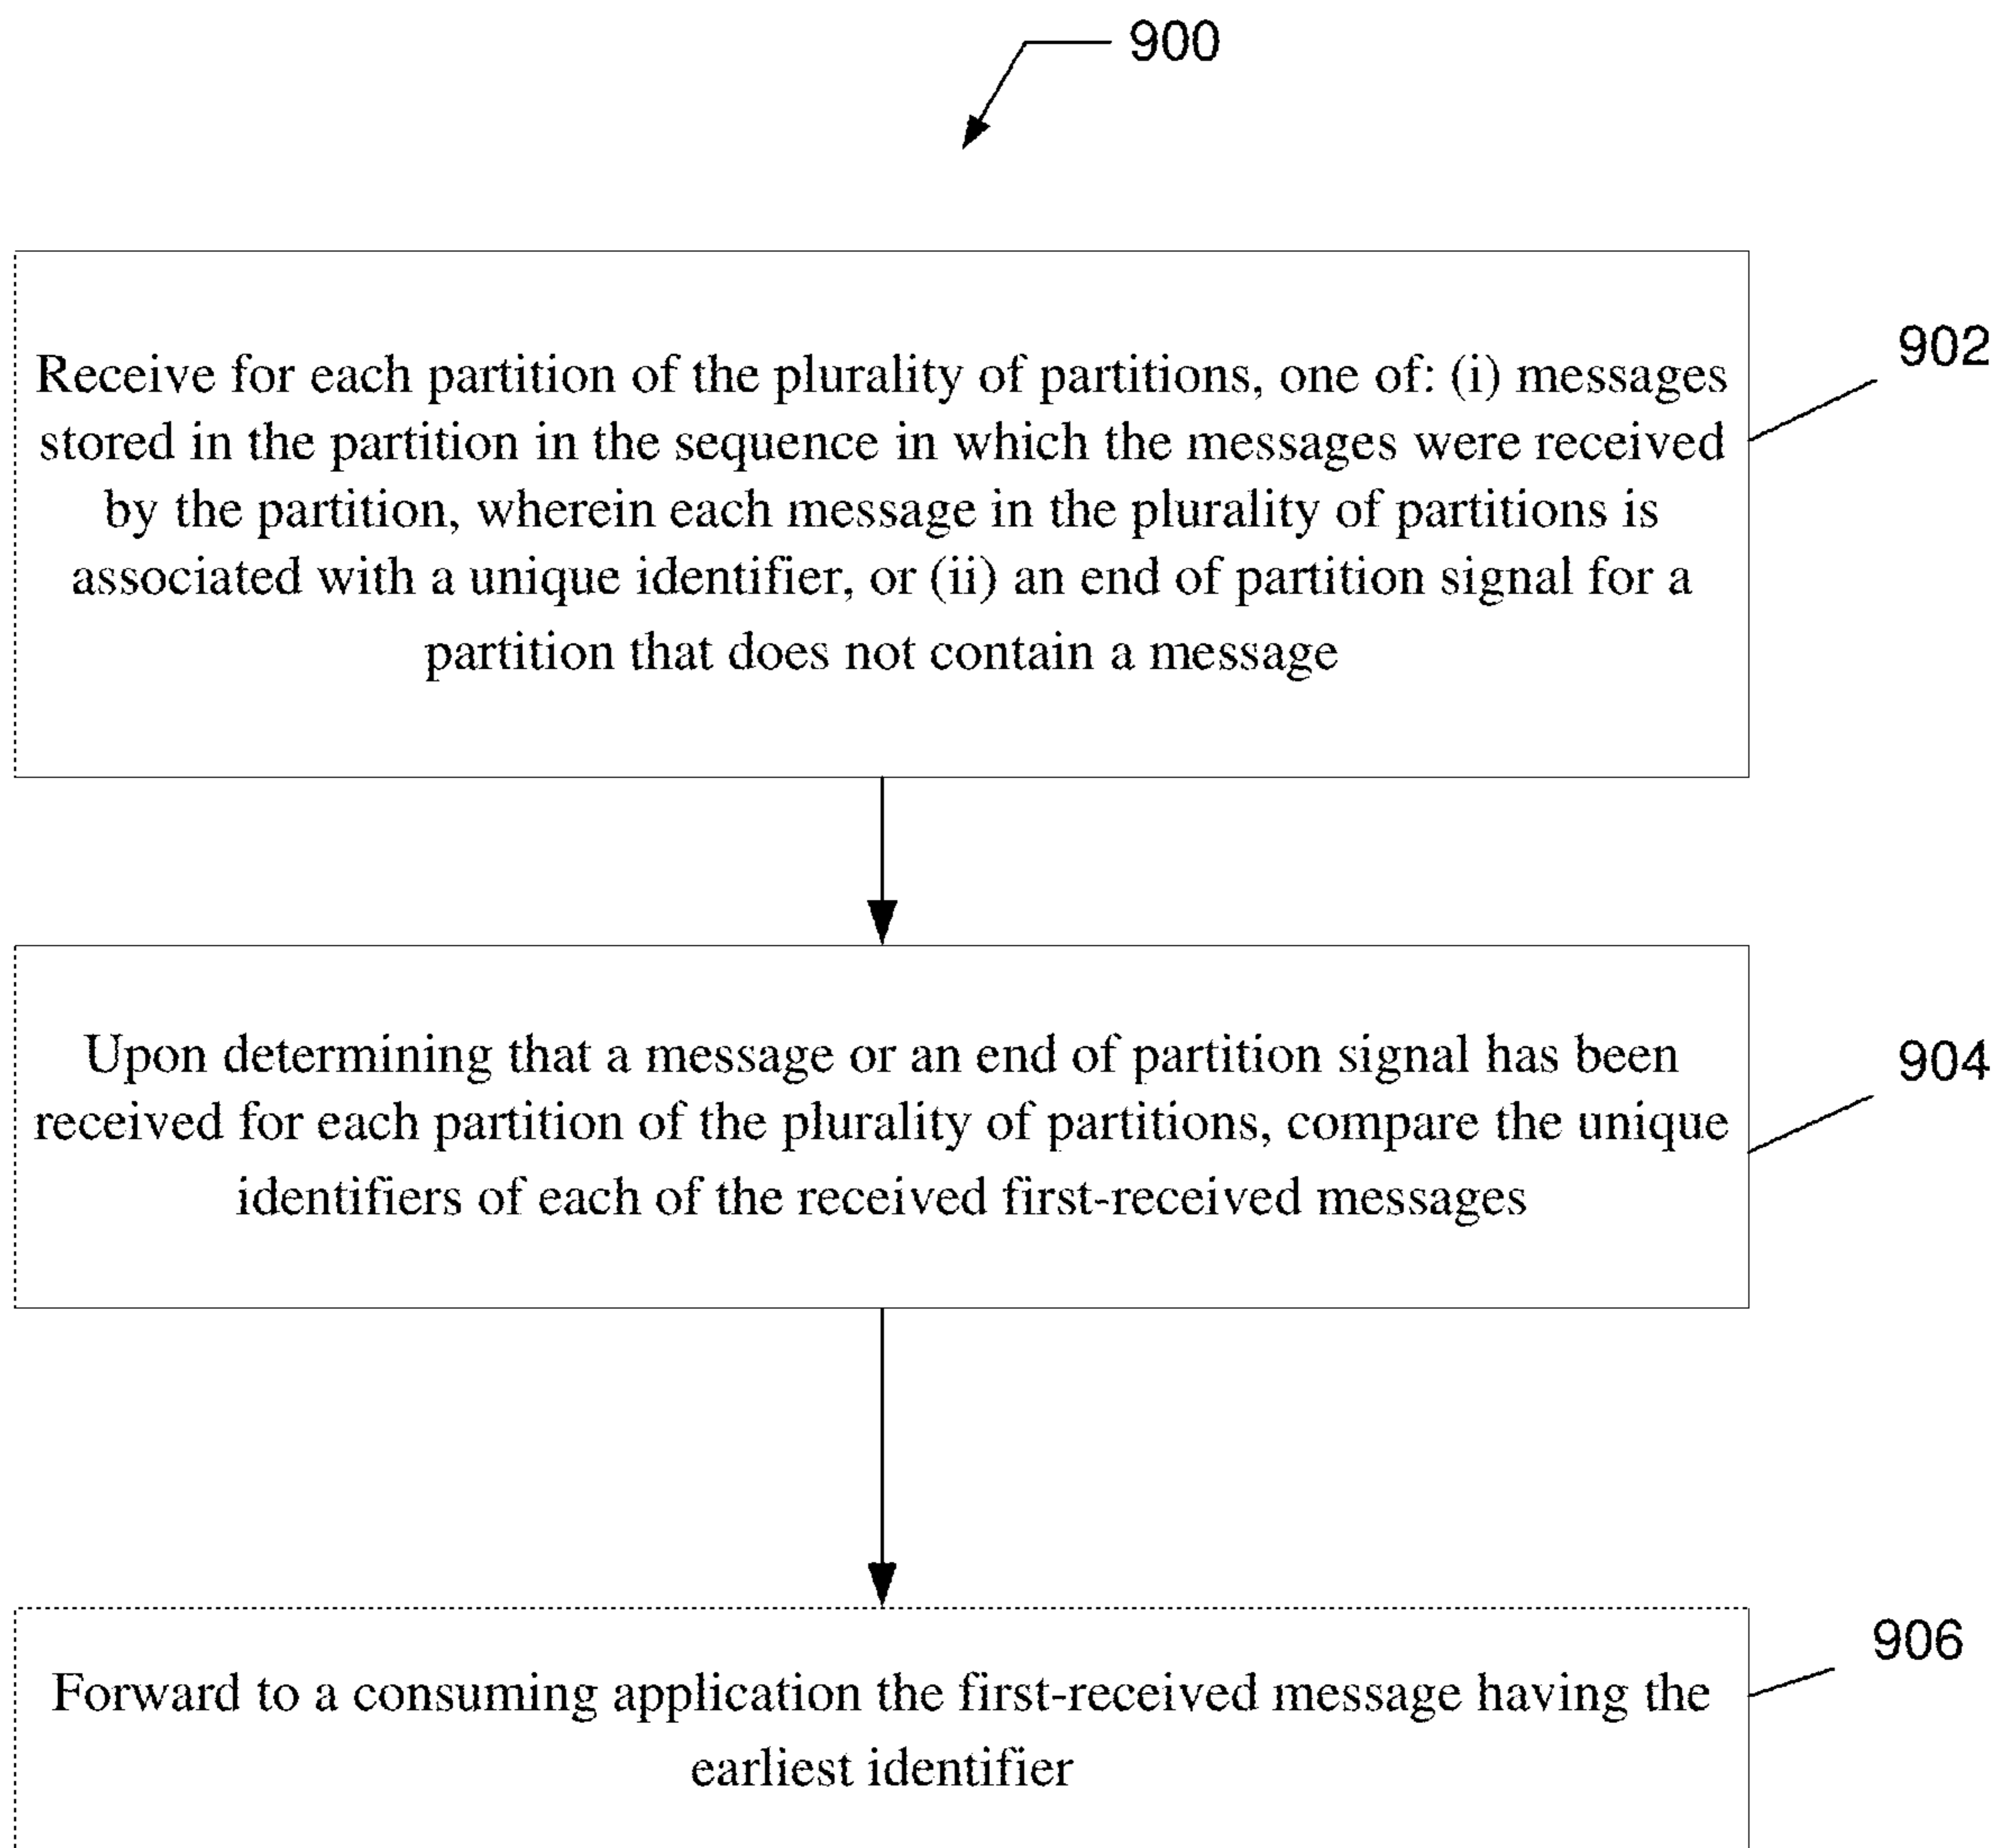 900
Receive for each partition of the plurality of partitions, one of: (i) messages
stored in the partition in the sequence in which the messages were received
by the partition, wherein each message in the plurality of partitions is
associated with a unique identifier, or (ii) an end of partition signal for a
partition that does not contain a message
902
Upon determining that a message or an end of partition signal has been
received for each partition of the plurality of partitions, compare the unique
identifiers of each of the received first-received messages
904
Forward to a consuming application the first-received message having the
earliest identifier
906